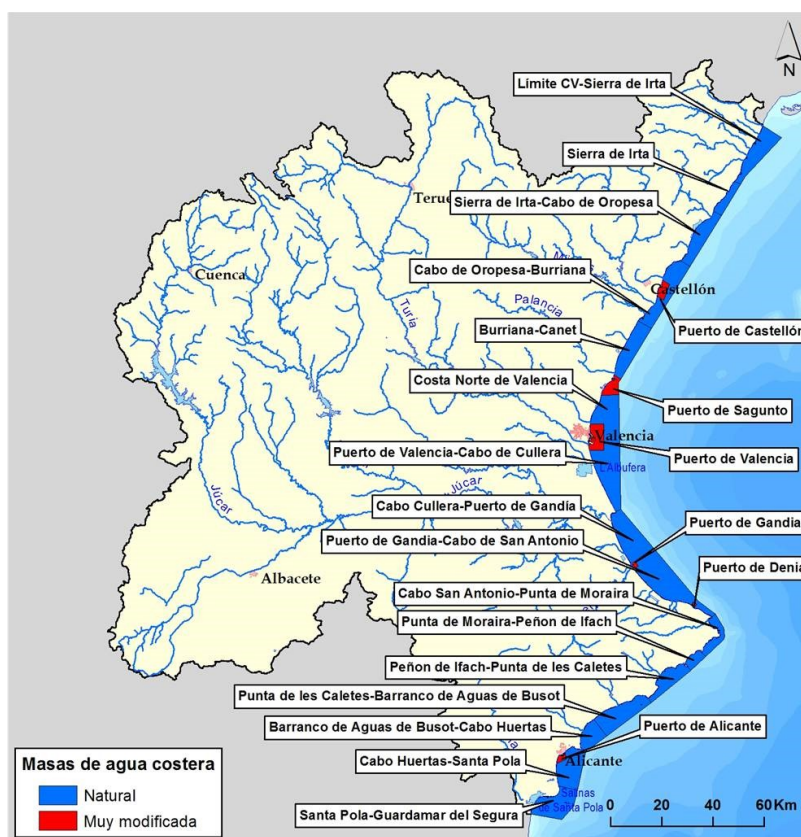 N
Límite CV-Sierra de Irta
Sierra de Irta
Teruel
Sierra de Irta-Cabo de Oropesa
Cuenca
Cabo de Oropesa-Burriana
Castellón
Palancia
Turia
Burriana-Canet
Puerto de Castellón
Costa Norte de Valencia
Puerto de Sagunto
Valencia
Puerto de Valencia-Cabo de Cullera
L'Albufera
Puerto de Valencia
Júcar
Júcar
Cabo Cullera-Puerto de Gandía
Puerto de Gandia
Puerto de Gandia-Cabo de San Antonio
Puerto de Denia
Albacete
Cabo San Antonio-Punta de Moraira
Punta de Moraira-Peñon de Ifach
Peñon de Ifach-Punta de les Caletes
Punta de les Caletes-Barranco de Aguas de Busot
Barranco de Aguas de Busot-Cabo Huertas
Puerto de Alicante
Cabo Huertas-Santa Pola
Alicante
Salinas
de Santa Pola
Santa Pola-Guardamar del Segura
Masas de agua costera
Natural
Muy modificada
0 20 40 60 Km